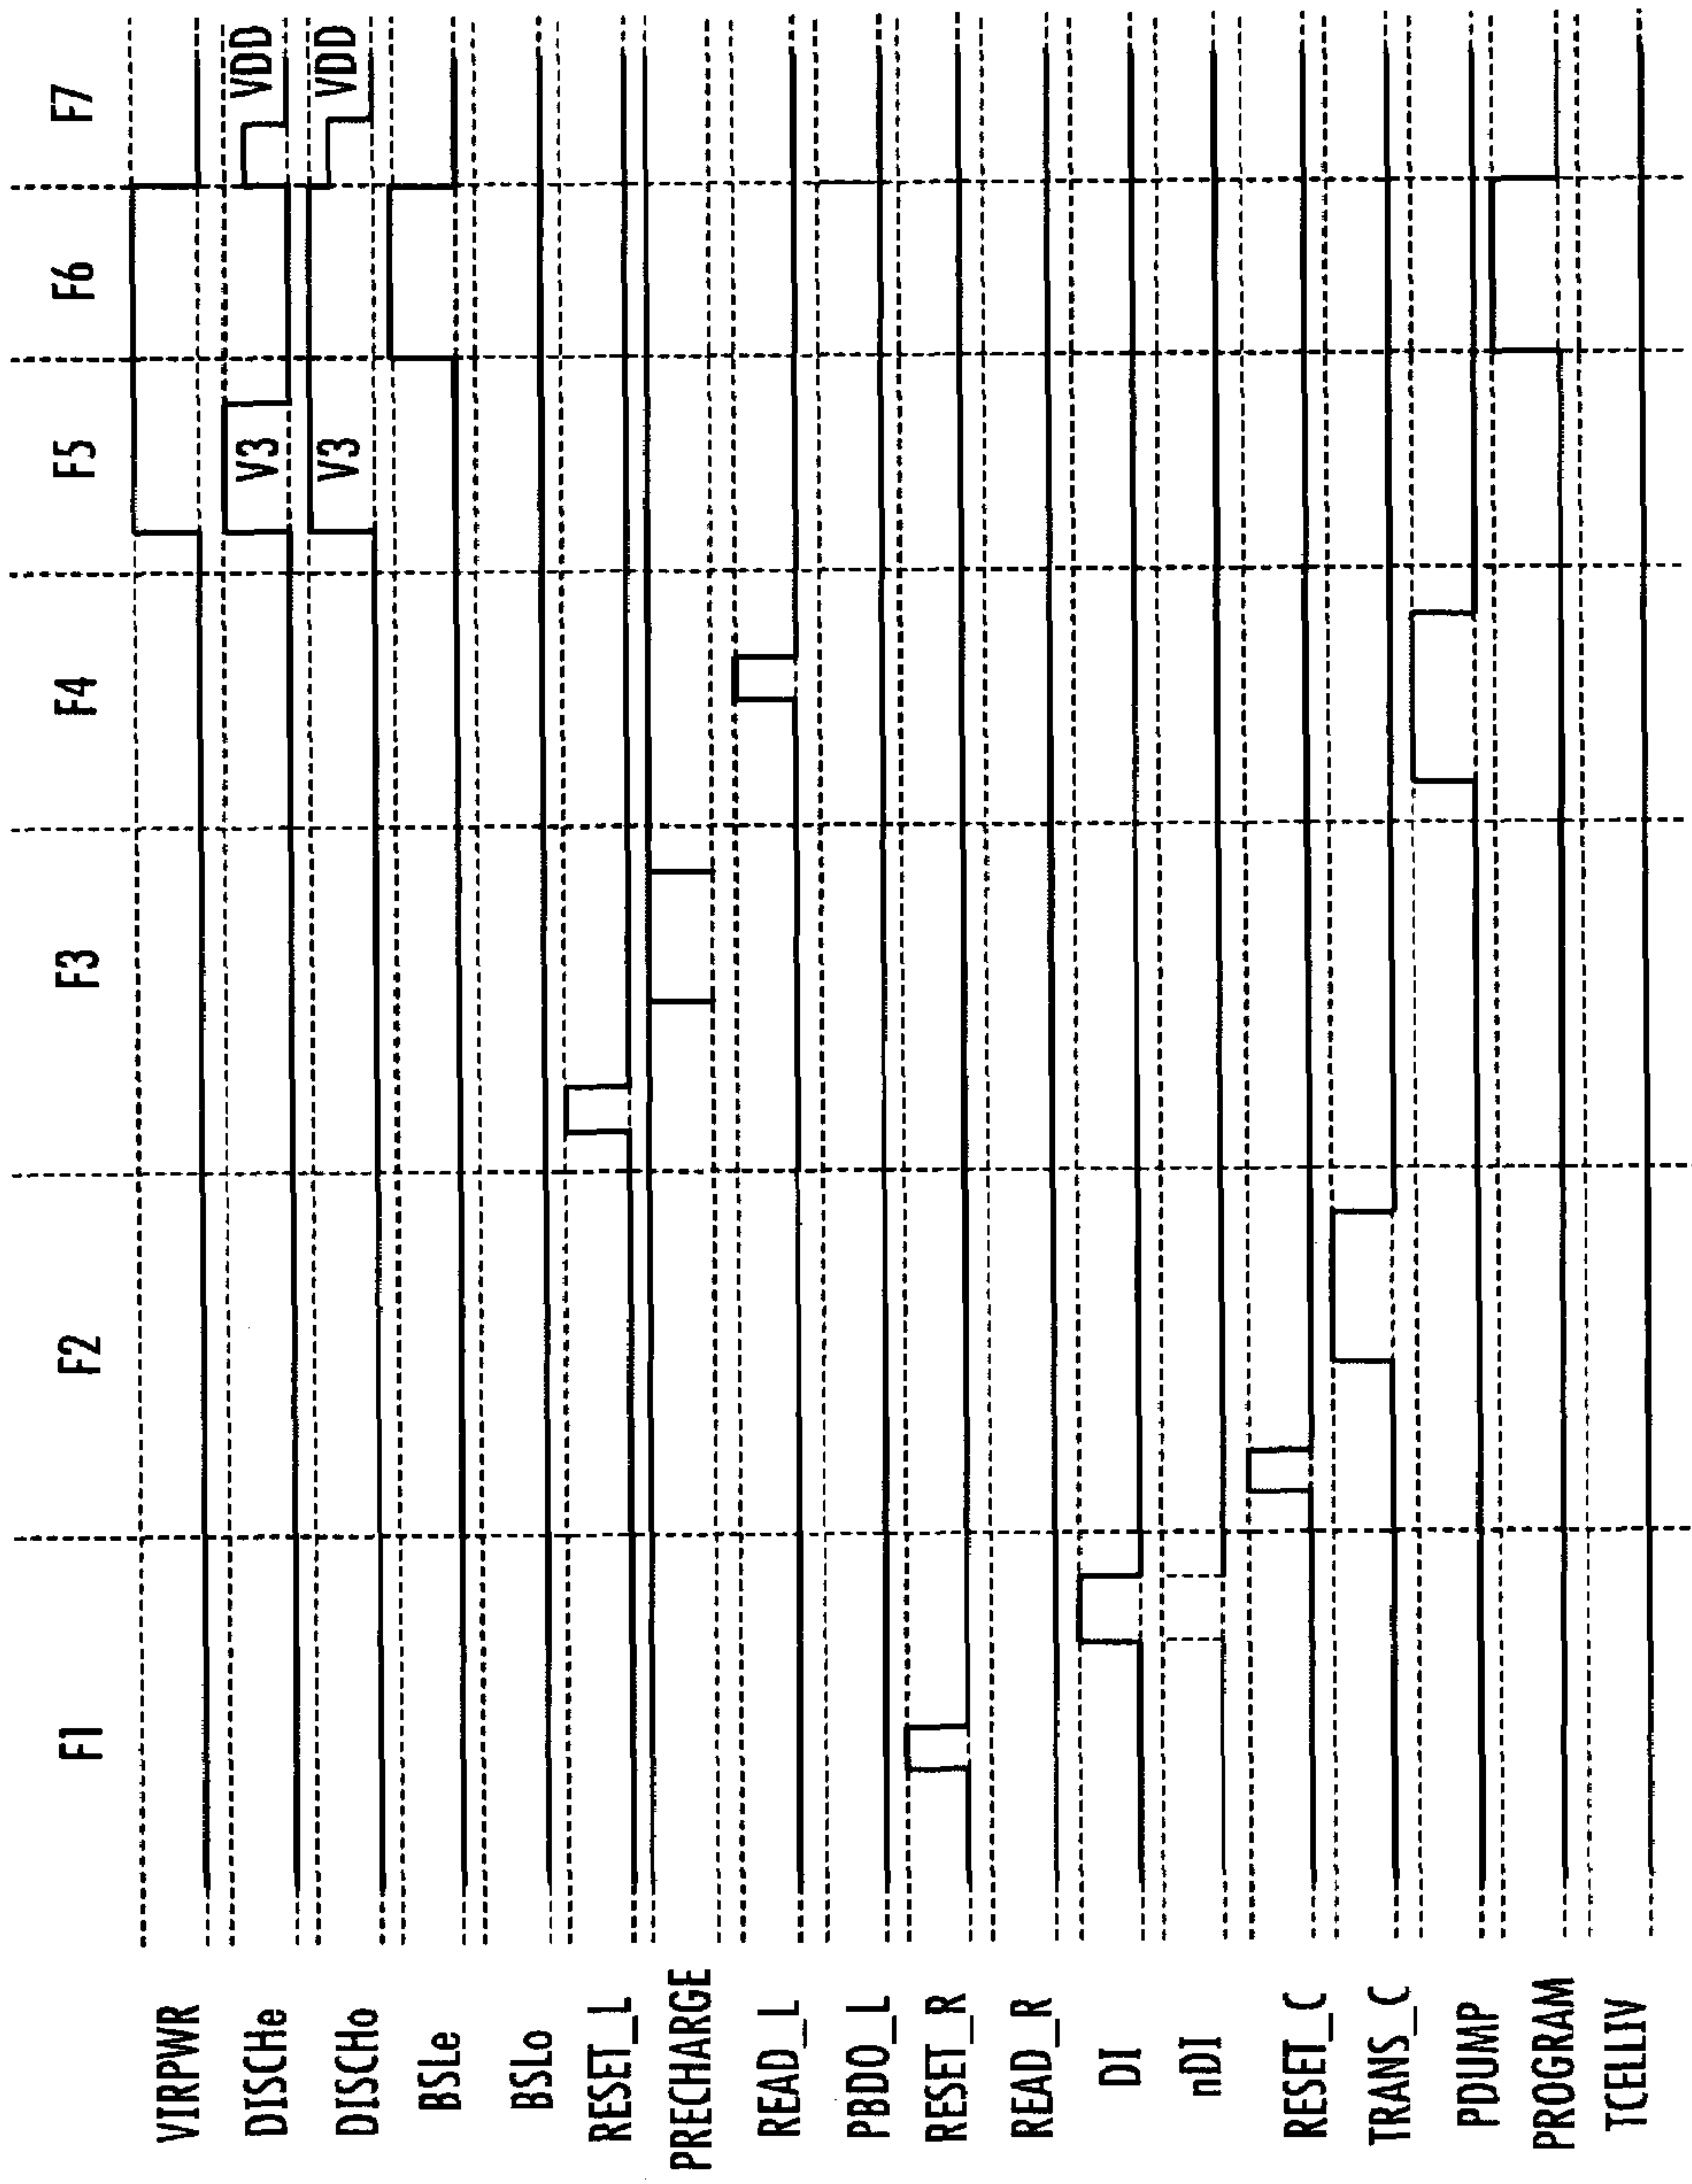 F1 F2 F3 F4 F5 F6 F7
VIRPWR
DISCHe V3 VDD
DISCHo V3 VDD
BSLe
BSLo
RESET_L
PRECHARGE
READ_L
PBDO_L
RESET_R
READ_R
DI
nDI
RESET_C
TRANS_C
PDUMP
PROGRAM
TCELLIV